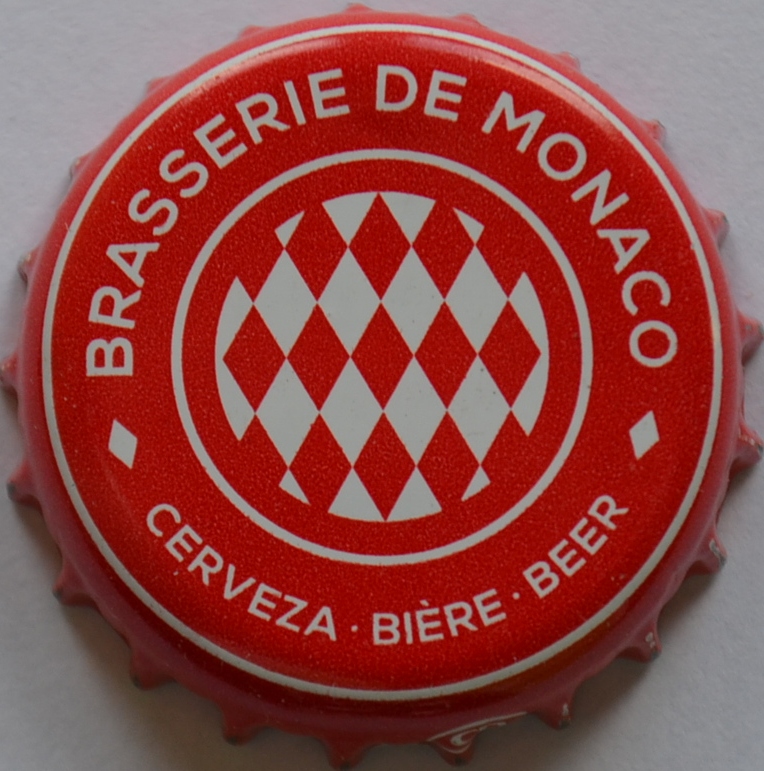 BRASSERIE DE MONACO
CERVEZA · BIÈRE · BEER